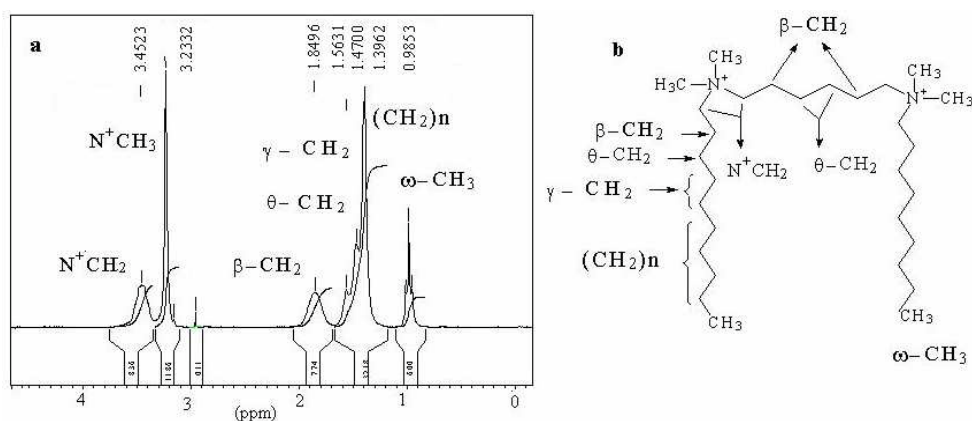 a
3.4523
3.2332
1.8496
1.5631
1.4700
1.3962
0.9853
N⁺CH₃
(CH₂)n
γ – CH₂
ω–CH₃
θ– CH₂
N⁺CH₂
β–CH₂
4 3 2 1 0
(ppm)
b
β–CH₂
CH₃
H₃C
N⁺
CH₃
N⁺
CH₃
β–CH₂
θ–CH₂
N⁺CH₂
θ–CH₂
γ – CH₂
(CH₂)n
CH₃
CH₃
ω–CH₃